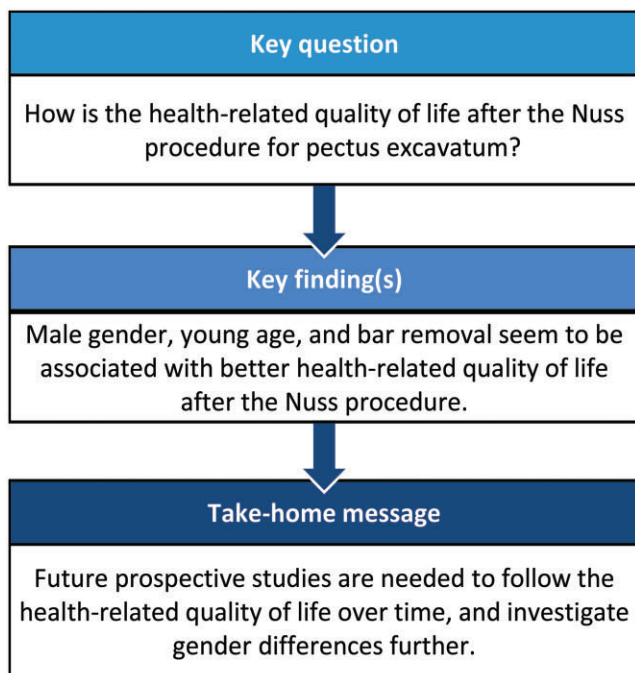 Key question
How is the health-related quality of life after the Nuss
procedure for pectus excavatum?
Key finding(s)
Male gender, young age, and bar removal seem to be
associated with better health-related quality of life
after the Nuss procedure.
Take-home message
Future prospective studies are needed to follow the
health-related quality of life over time, and investigate
gender differences further.